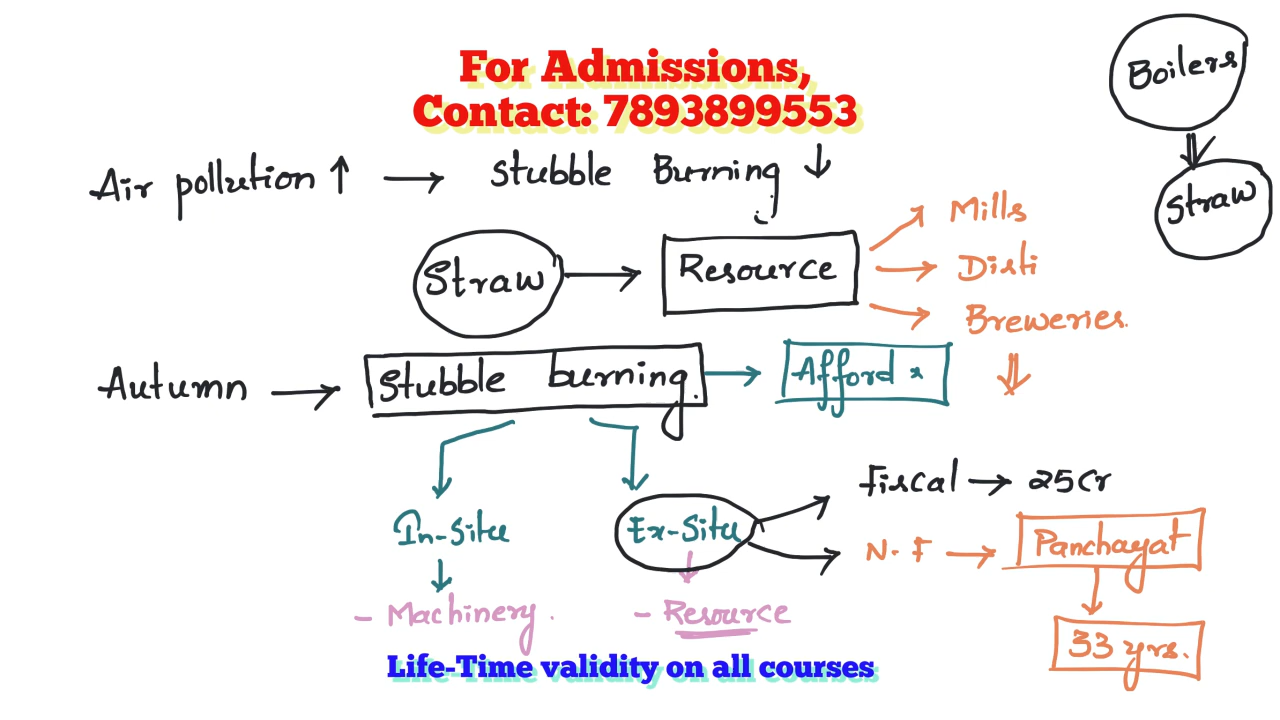 For Admissions,
Contact: 7893899553
Boilers
Straw
Air pollution ↑ → Stubble Burning ↓
Straw → Resource
Mills
Disti
Breweries.
Autumn → Stubble burning. → Afford x
In-Situ
- Machinery.
Ex-Situ
- Resource
Fiscal → 25Cr
N.F → Panchayat
33 yrs.
Life-Time validity on all courses